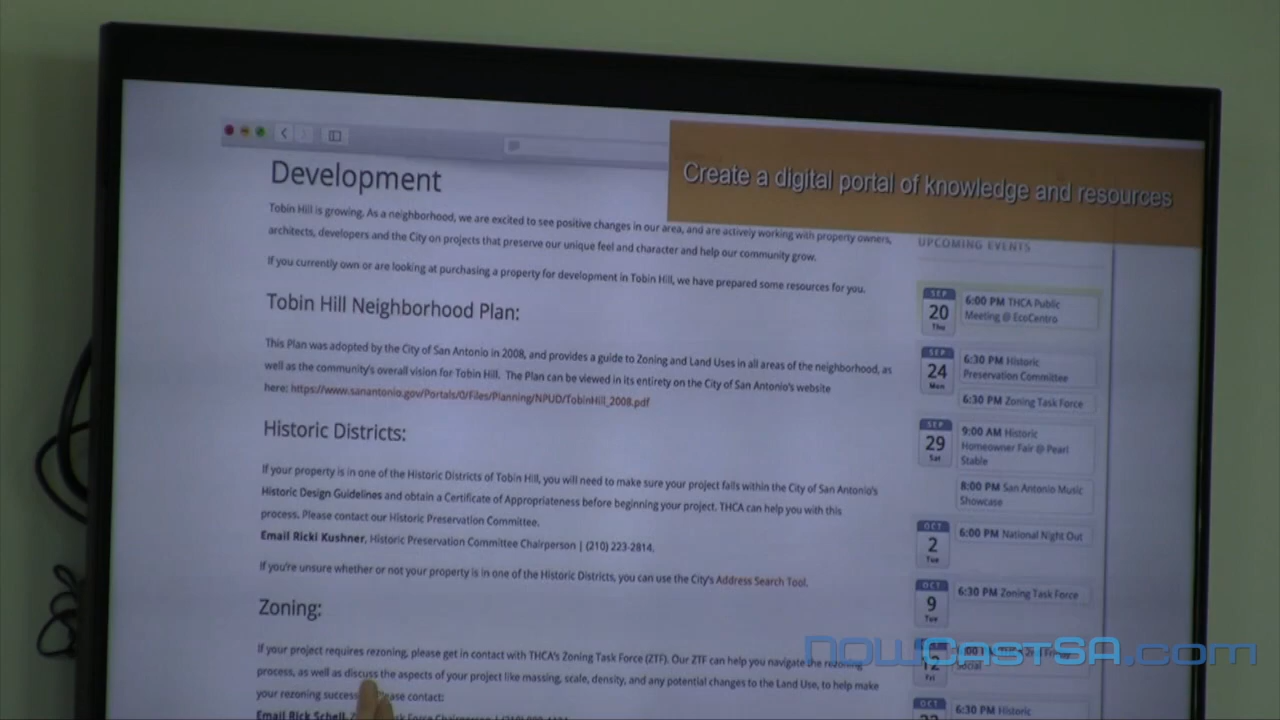 Create a digital portal of knowledge and resources
Development
Tobin Hill is growing. As a neighborhood, we are excited to see positive changes in our area, and are actively working with property owners,
architects, developers and the City on projects that preserve our unique feel and character and help our community grow.
If you currently own or are looking at purchasing a property for development in Tobin Hill, we have prepared some resources for you.
Tobin Hill Neighborhood Plan:
This Plan was adopted by the City of San Antonio in 2008, and provides a guide to Zoning and Land Uses in all areas of the neighborhood, as
well as the community's overall vision for Tobin Hill. The Plan can be viewed in its entirety on the City of San Antonio's website
here: https://www.sanantonio.gov/Portals/0/Files/Planning/NPUD/TobinHill_2008.pdf
Historic Districts:
If your property is in one of the Historic Districts of Tobin Hill, you will need to make sure your project falls within the City of San Antonio's
Historic Design Guidelines and obtain a Certificate of Appropriateness before beginning your project. THCA can help you with this
process. Please contact our Historic Preservation Committee.
Email Ricki Kushner, Historic Preservation Committee Chairperson | (210) 223-2814.
If you're unsure whether or not your property is in one of the Historic Districts, you can use the City's Address Search Tool.
Zoning:
If your project requires rezoning, please get in contact with THCA's Zoning Task Force (ZTF). Our ZTF can help you navigate the rezoning
process, as well as discuss the aspects of your project like massing, scale, density, and any potential changes to the Land Use, to help make
your rezoning contact:
Email Rick Schell, Force Chairperson | (210)
UPCOMING EVENTS
SEP
20
Thu
6:00 PM THCA Public
Meeting @ EcoCentro
SEP
24
Mon
6:30 PM Historic
Preservation Committee
6:30 PM Zoning Task Force
SEP
29
Sat
9:00 AM Historic
Homeowner Fair @ Pearl
Stable
8:00 PM San Antonio Music
Showcase
OCT
2
Tue
6:00 PM National Night Out
OCT
9
Tue
6:30 PM Zoning Task Force
OCT
12
Fri
Social
OCT
6:30 PM Historic
NOWCASTSA.com